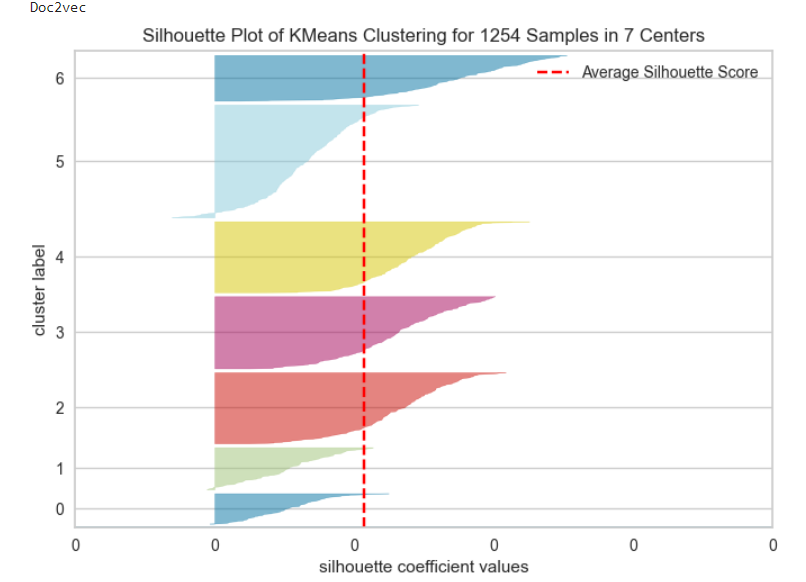 Doc2vec
Silhouette Plot of KMeans Clustering for 1254 Samples in 7 Centers
Average Silhouette Score
6
5
4
3
2
1
0
cluster label
0 0 0 0 0 0
silhouette coefficient values